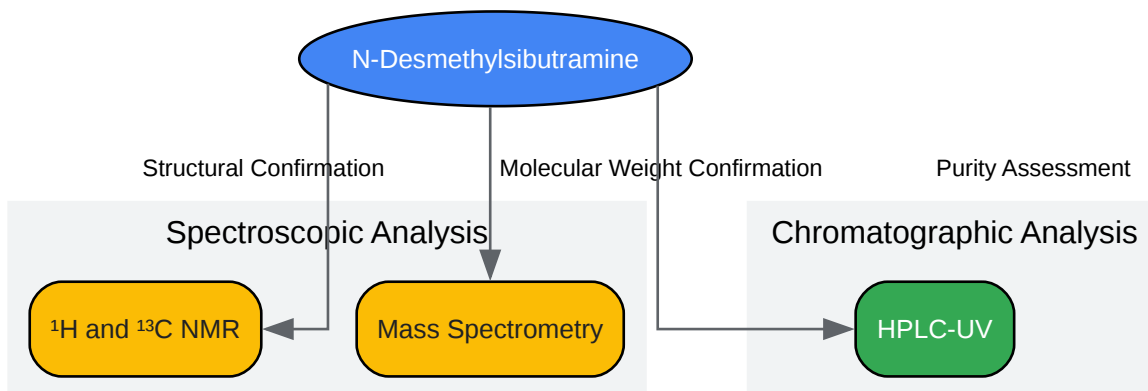 N-Desmethylsibutramine
Structural Confirmation
Molecular Weight Confirmation
Purity Assessment
Spectroscopic Analysis
Chromatographic Analysis
¹H and ¹³C NMR
Mass Spectrometry
HPLC-UV